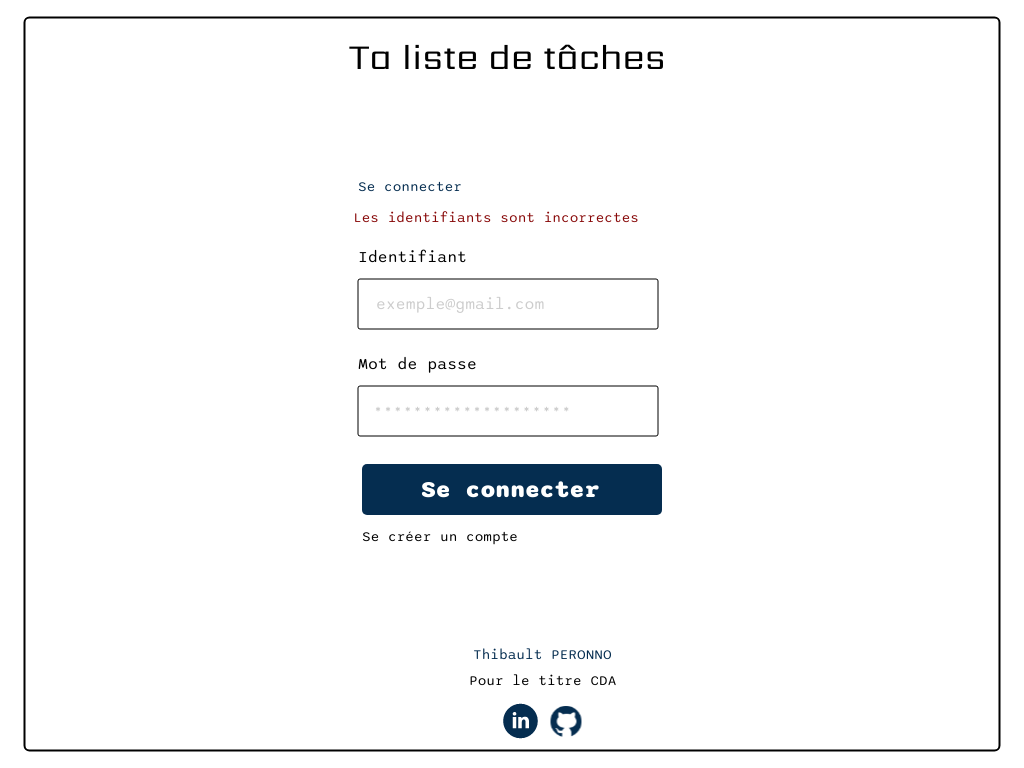 Ta liste de tâches
Se connecter
Les identifiants sont incorrectes
Identifiant
exemple@gmail.com
Mot de passe
Se connecter
Se créer un compte
Thibault PERONNO
Pour le titre CDA
in